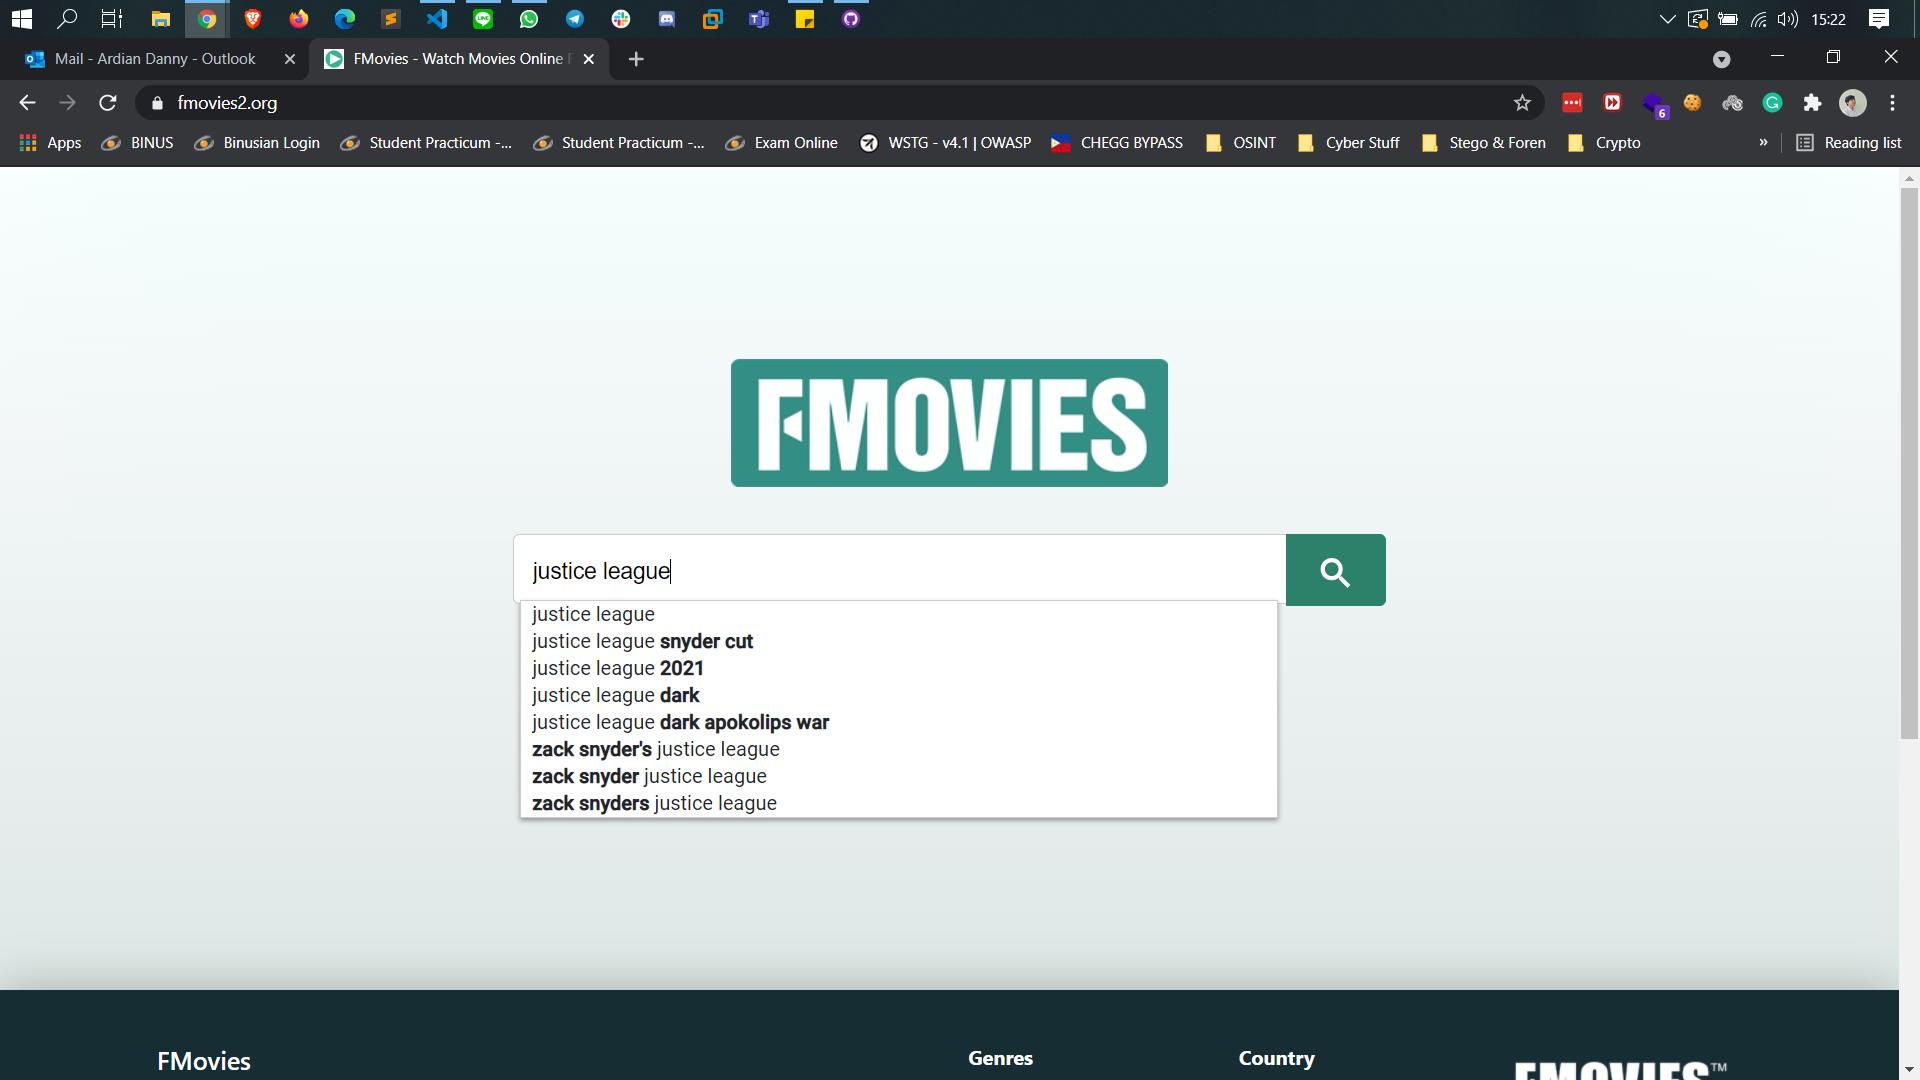 15:22
Mail - Ardian Danny - Outlook
FMovies - Watch Movies Online F
fmovies2.org
6
Apps
BINUS
Binusian Login
Student Practicum -...
Student Practicum -...
Exam Online
WSTG - v4.1 | OWASP
CHEGG BYPASS
OSINT
Cyber Stuff
Stego & Foren
Crypto
»
Reading list
FMOVIES
justice league
justice league
justice league snyder cut
justice league 2021
justice league dark
justice league dark apokolips war
zack snyder's justice league
zack snyder justice league
zack snyders justice league
FMovies
Genres
Country
FMOVIES™